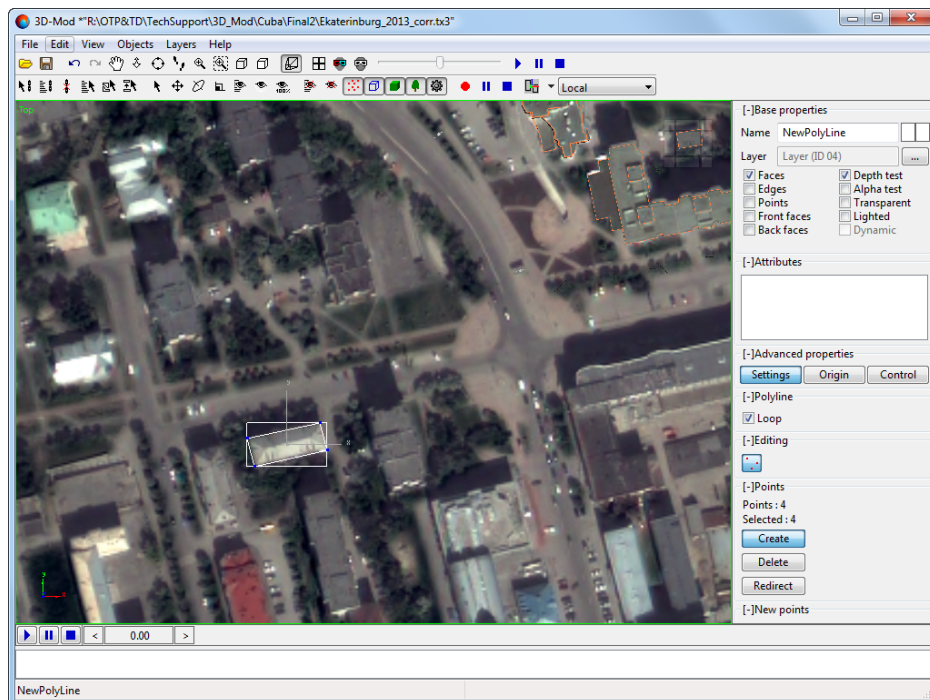 3D-Mod *"R:\OTP&TD\TechSupport\3D_Mod\Cuba\Final2\Ekaterinburg_2013_corr.tx3"
File Edit View Objects Layers Help
100%
Local
Top
[-]Base properties
Name NewPolyLine
Layer Layer (ID 04) ...
Faces Depth test
Edges Alpha test
Points Transparent
Front faces Lighted
Back faces Dynamic
[-]Attributes
[-]Advanced properties
Settings Origin Control
[-]Polyline
Loop
[-]Editing
[-]Points
Points : 4
Selected : 4
Create
Delete
Redirect
[-]New points
y
x
y
x
< 0.00 >
NewPolyLine